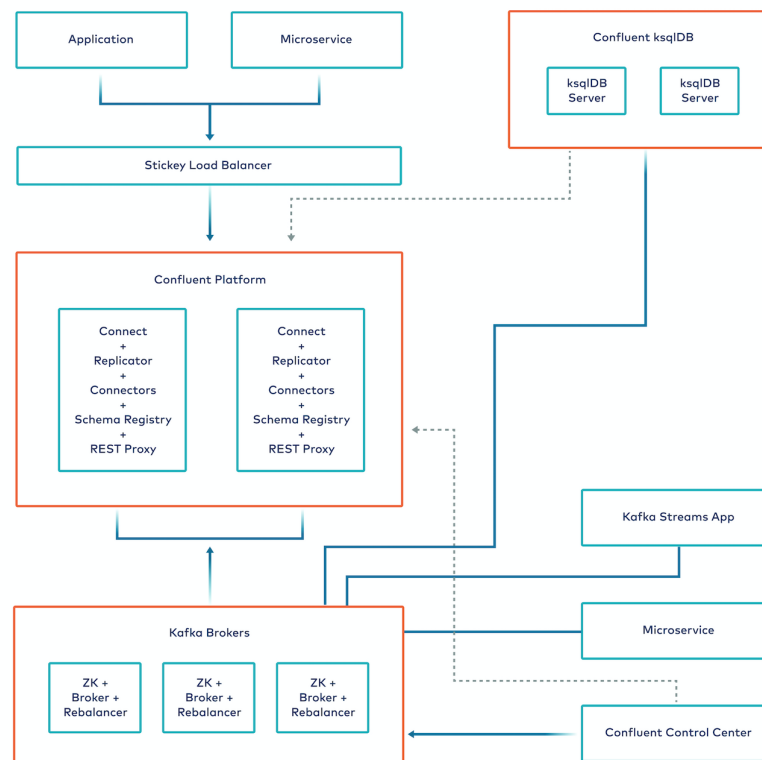 Application
Microservice
Confluent ksqlDB
ksqlDB
Server
ksqlDB
Server
Stickey Load Balancer
Confluent Platform
Connect
+
Replicator
+
Connectors
+
Schema Registry
+
REST Proxy
Connect
+
Replicator
+
Connectors
+
Schema Registry
+
REST Proxy
Kafka Streams App
Kafka Brokers
Microservice
ZK +
Broker +
Rebalancer
ZK +
Broker +
Rebalancer
ZK +
Broker +
Rebalancer
Confluent Control Center